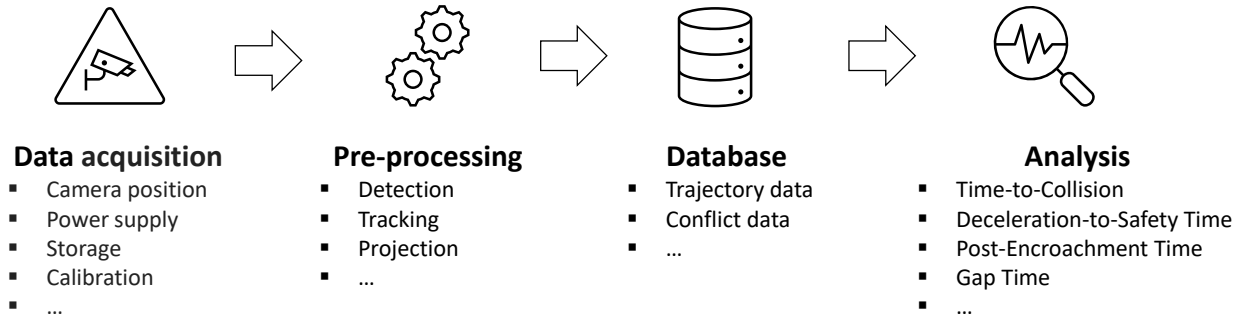 Data acquisition
▪ Camera position
▪ Power supply
▪ Storage
▪ Calibration
▪ ...
Pre-processing
▪ Detection
▪ Tracking
▪ Projection
▪ ...
Database
▪ Trajectory data
▪ Conflict data
▪ ...
Analysis
▪ Time-to-Collision
▪ Deceleration-to-Safety Time
▪ Post-Encroachment Time
▪ Gap Time
▪ ...